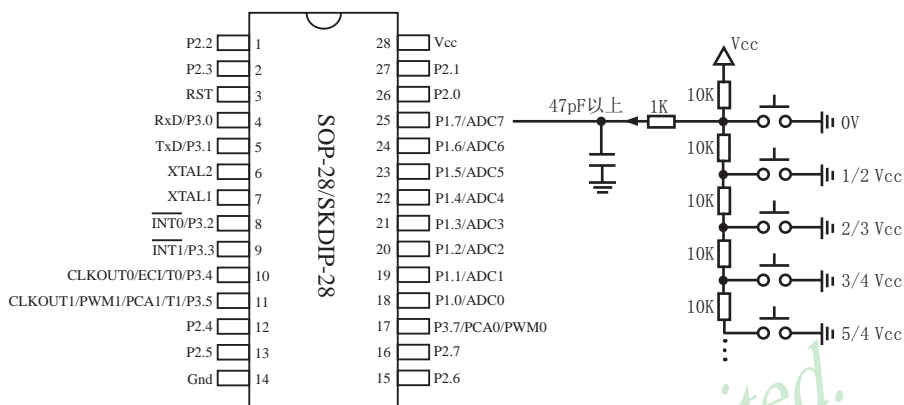 P2.2 1
P2.3 2
RST 3
RxD/P3.0 4
TxD/P3.1 5
XTAL2 6
XTAL1 7
INT0/P3.2 8
INT1/P3.3 9
CLKOUT0/ECI/T0/P3.4 10
CLKOUT1/PWM1/PCA1/T1/P3.5 11
P2.4 12
P2.5 13
Gnd 14
SOP-28/SKDIP-28
28 Vcc
27 P2.1
26 P2.0
25 P1.7/ADC7
24 P1.6/ADC6
23 P1.5/ADC5
22 P1.4/ADC4
21 P1.3/ADC3
20 P1.2/ADC2
19 P1.1/ADC1
18 P1.0/ADC0
17 P3.7/PCA0/PWM0
16 P2.7
15 P2.6
47pF以上
1K
Vcc
10K
0V
10K
1/2 Vcc
10K
2/3 Vcc
10K
3/4 Vcc
10K
5/4 Vcc